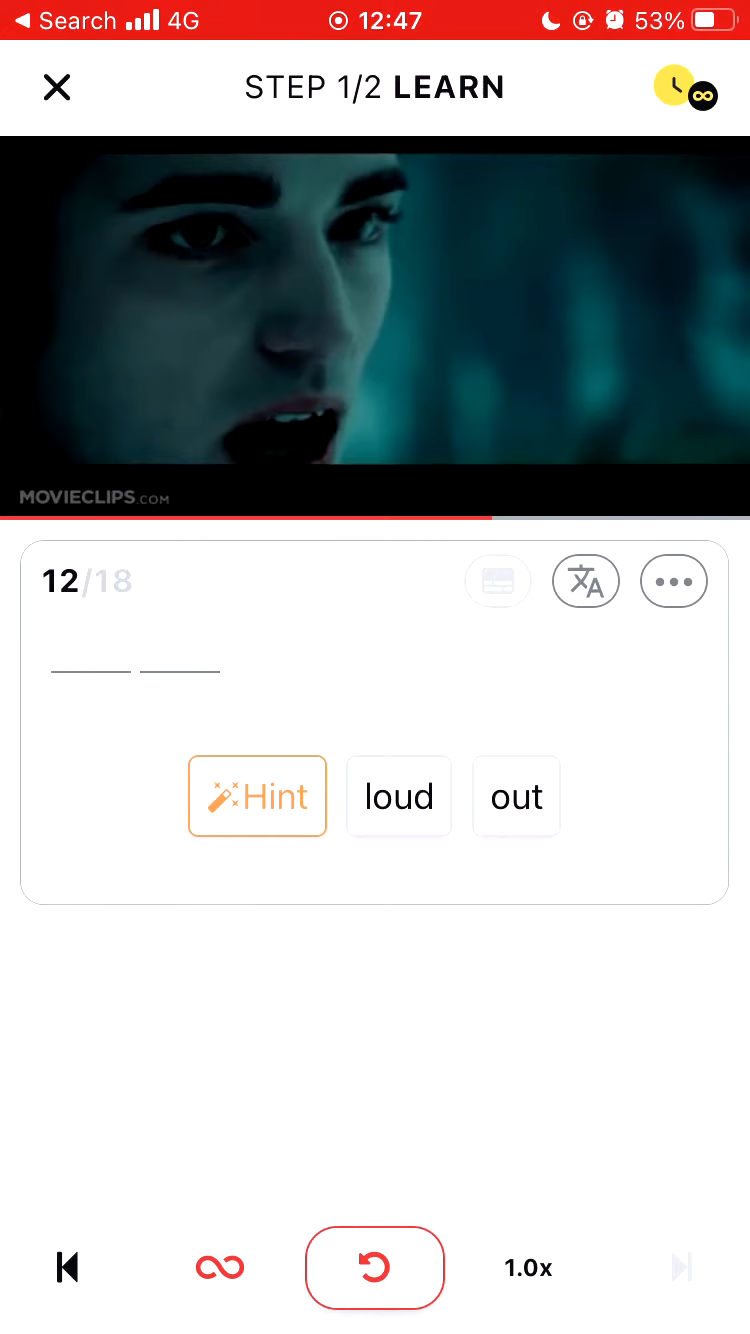 Search 4G 12:47 53%
STEP 1/2 LEARN
MOVIECLIPS.COM
12/18
Hint loud out
1.0x